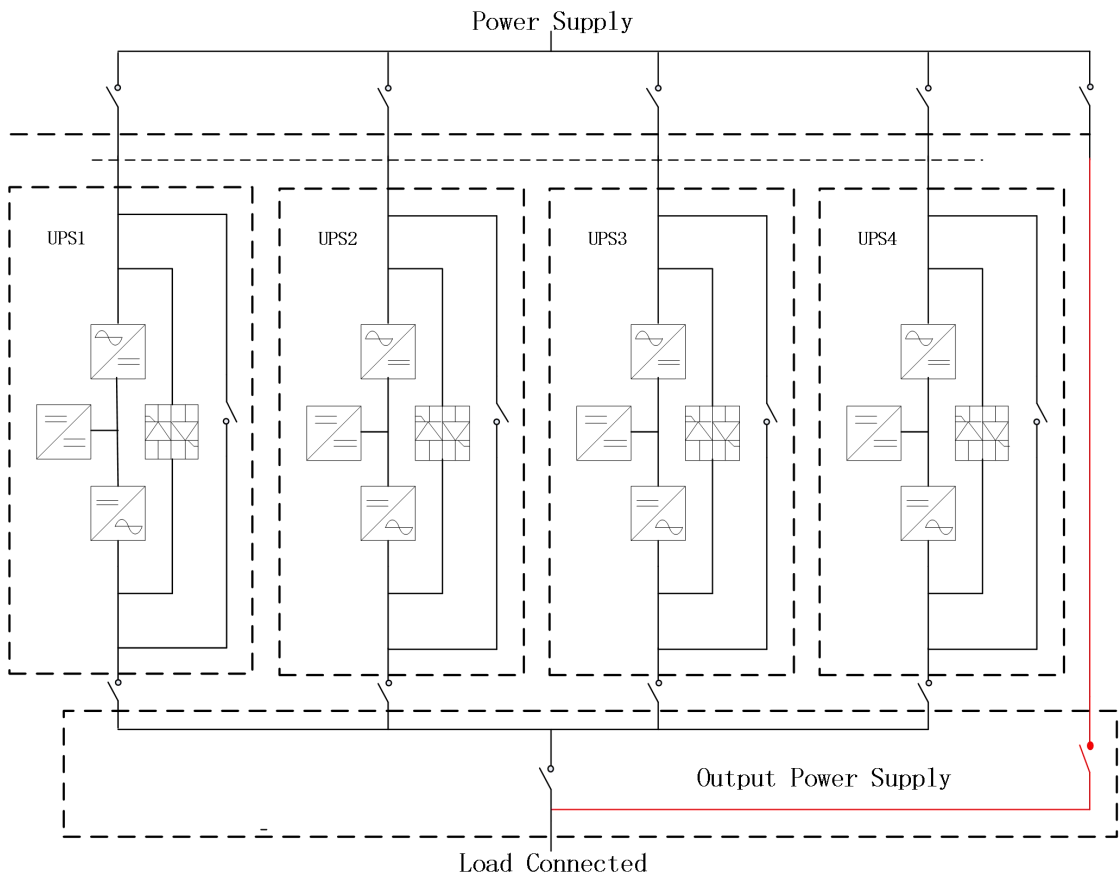 Power Supply
UPS1
UPS2
UPS3
UPS4
Output Power Supply
Load Connected